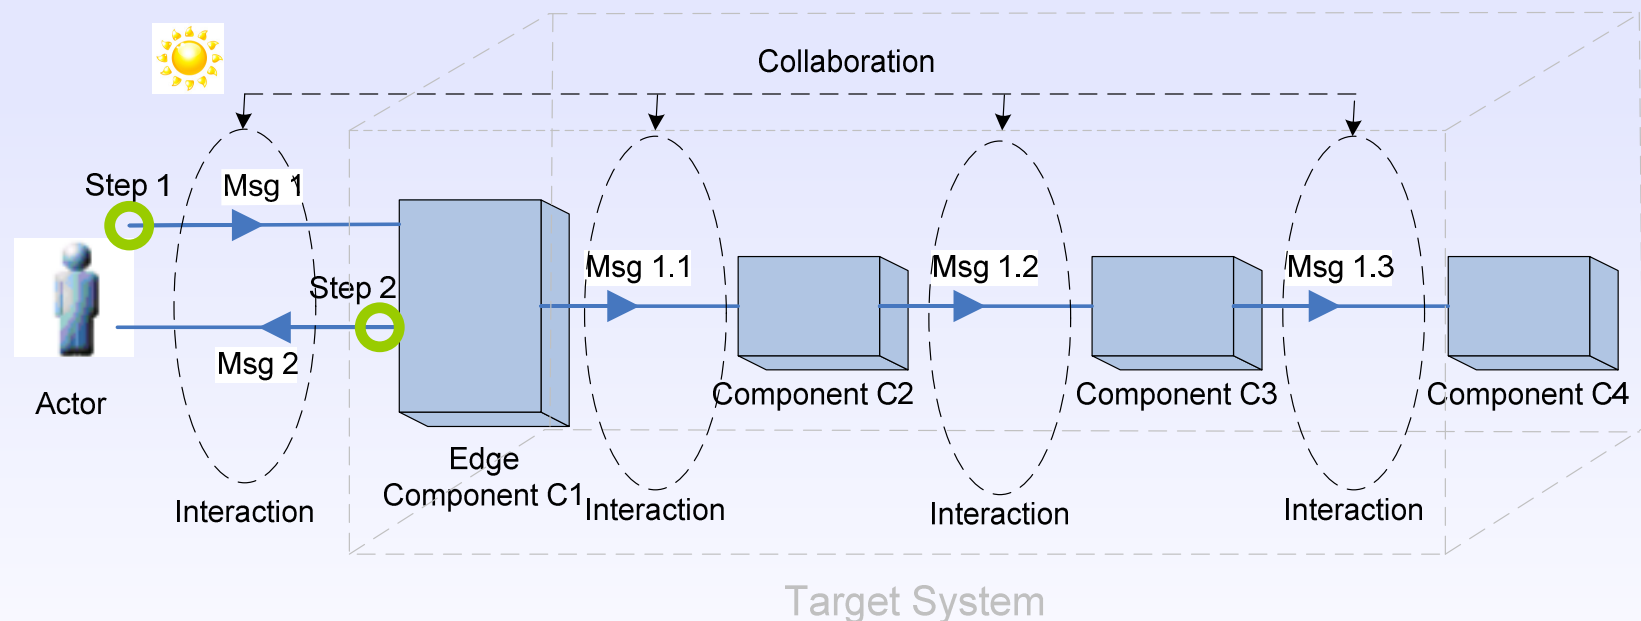 Collaboration
Step 1
Msg 1
Step 2
Msg 2
Actor
Msg 1.1
Msg 1.2
Msg 1.3
Component C2
Component C3
Component C4
Edge
Component C1
Interaction
Interaction
Interaction
Interaction
Target System